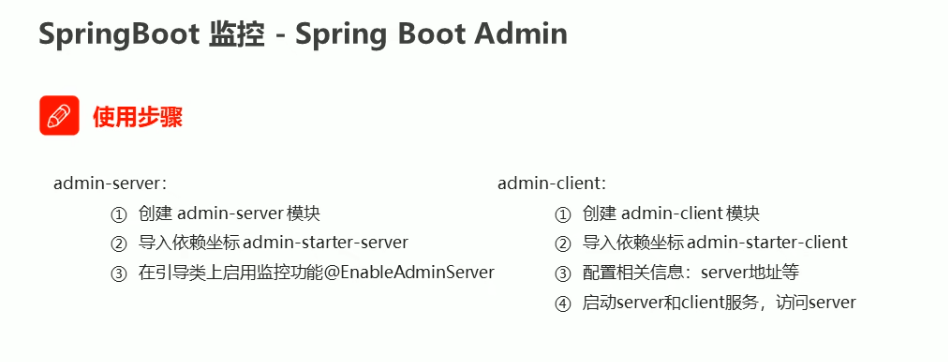 SpringBoot 监控 - Spring Boot Admin
使用步骤
admin-server：
① 创建 admin-server 模块
② 导入依赖坐标 admin-starter-server
③ 在引导类上启用监控功能@EnableAdminServer
admin-client：
① 创建 admin-client 模块
② 导入依赖坐标 admin-starter-client
③ 配置相关信息：server地址等
④ 启动server和client服务，访问server